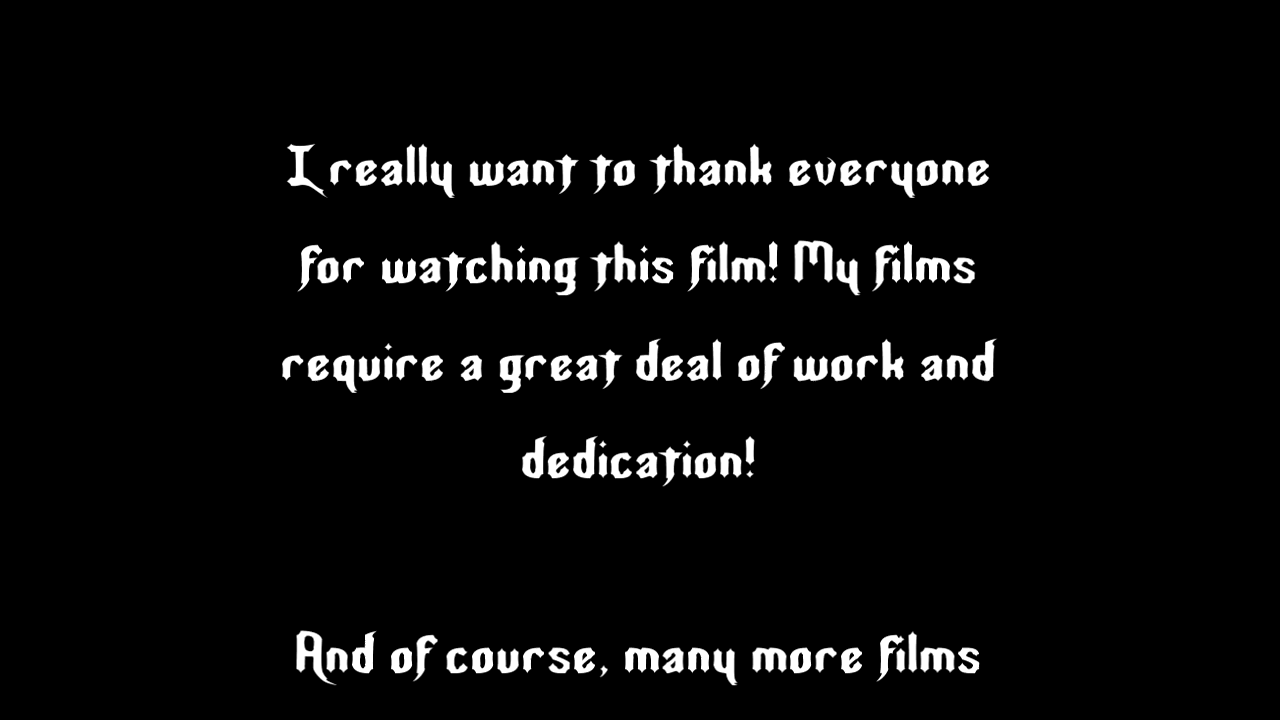 I really want to thank everyone
for watching this film! My films
require a great deal of work and
dedication!
And of course, many more films